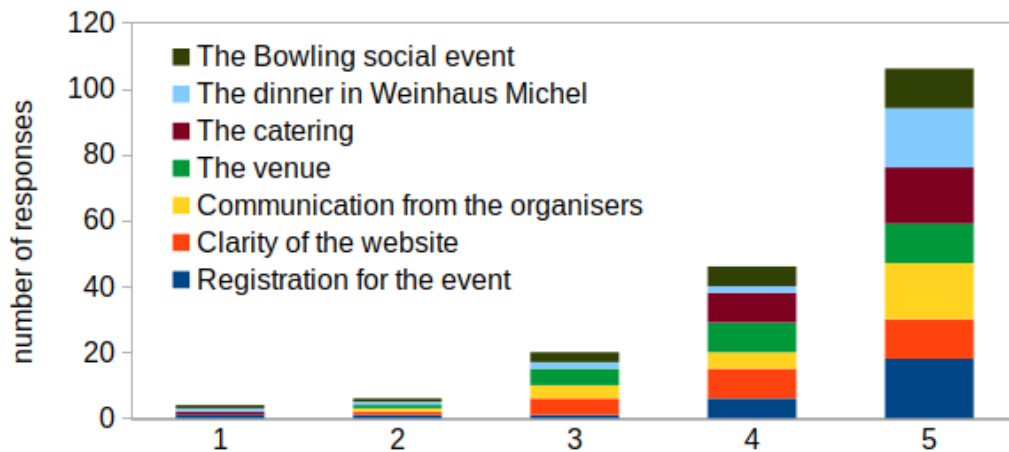 120
100
80
60
40
20
0
number of responses
The Bowling social event
The dinner in Weinhaus Michel
The catering
The venue
Communication from the organisers
Clarity of the website
Registration for the event
1 2 3 4 5